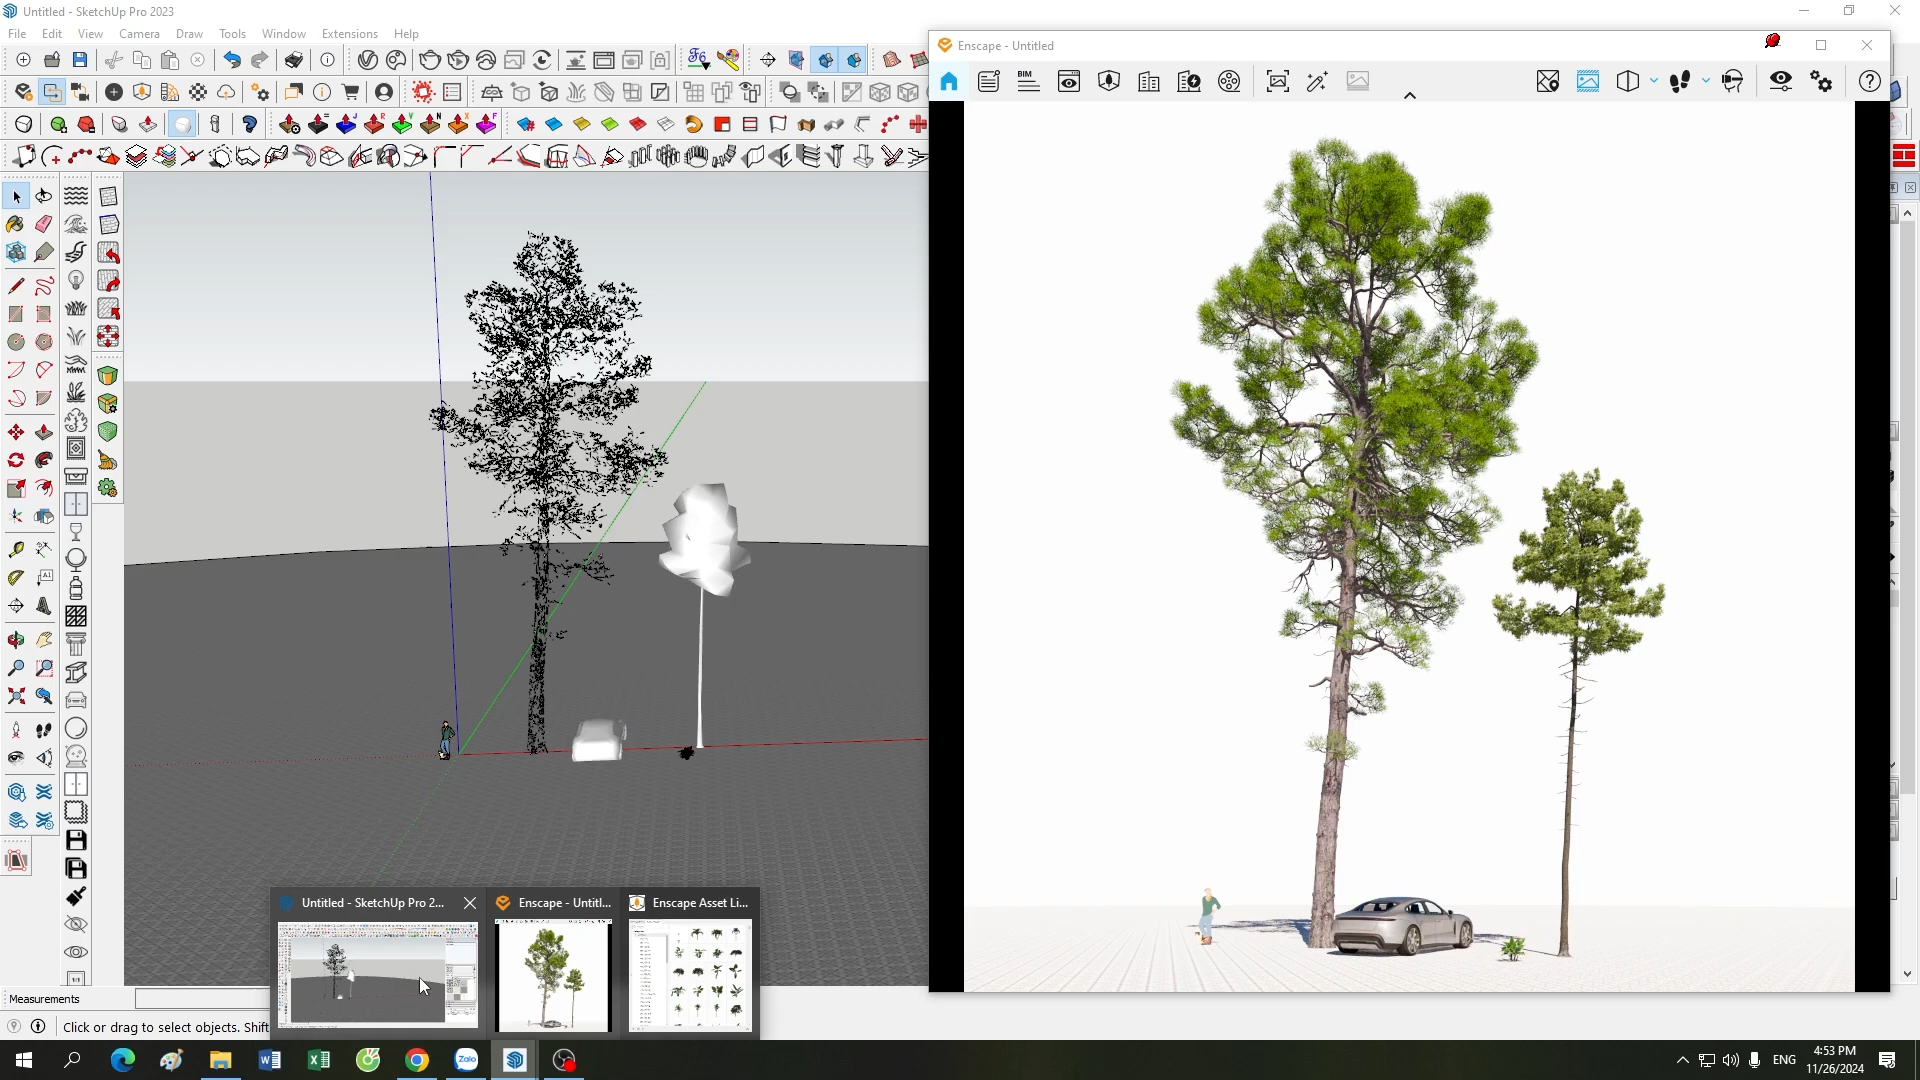 Untitled - SketchUp Pro 2023
File Edit View Camera Draw Tools Window Extensions Help
Enscape - Untitled
BIM
Untitled - SketchUp Pro 2...
Enscape - Untitl...
Enscape Asset Li...
Measurements
Click or drag to select objects. Shift
Zalo
ENG
4:53 PM
11/26/2024